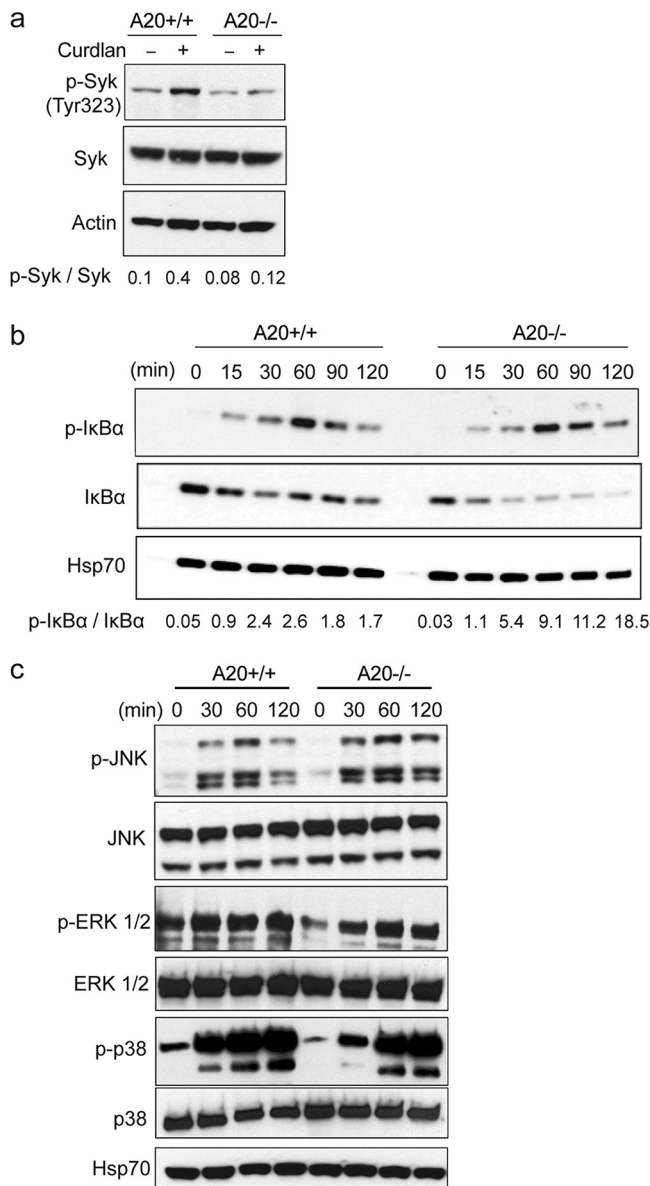 a
A20+/+ A20-/-
Curdlan – + – +
p-Syk
(Tyr323)
Syk
Actin
p-Syk / Syk 0.1 0.4 0.08 0.12
b
A20+/+ A20-/-
(min) 0 15 30 60 90 120 0 15 30 60 90 120
p-IκBα
IκBα
Hsp70
p-IκBα / IκBα 0.05 0.9 2.4 2.6 1.8 1.7 0.03 1.1 5.4 9.1 11.2 18.5
c
A20+/+ A20-/-
(min) 0 30 60 120 0 30 60 120
p-JNK
JNK
p-ERK 1/2
ERK 1/2
p-p38
p38
Hsp70